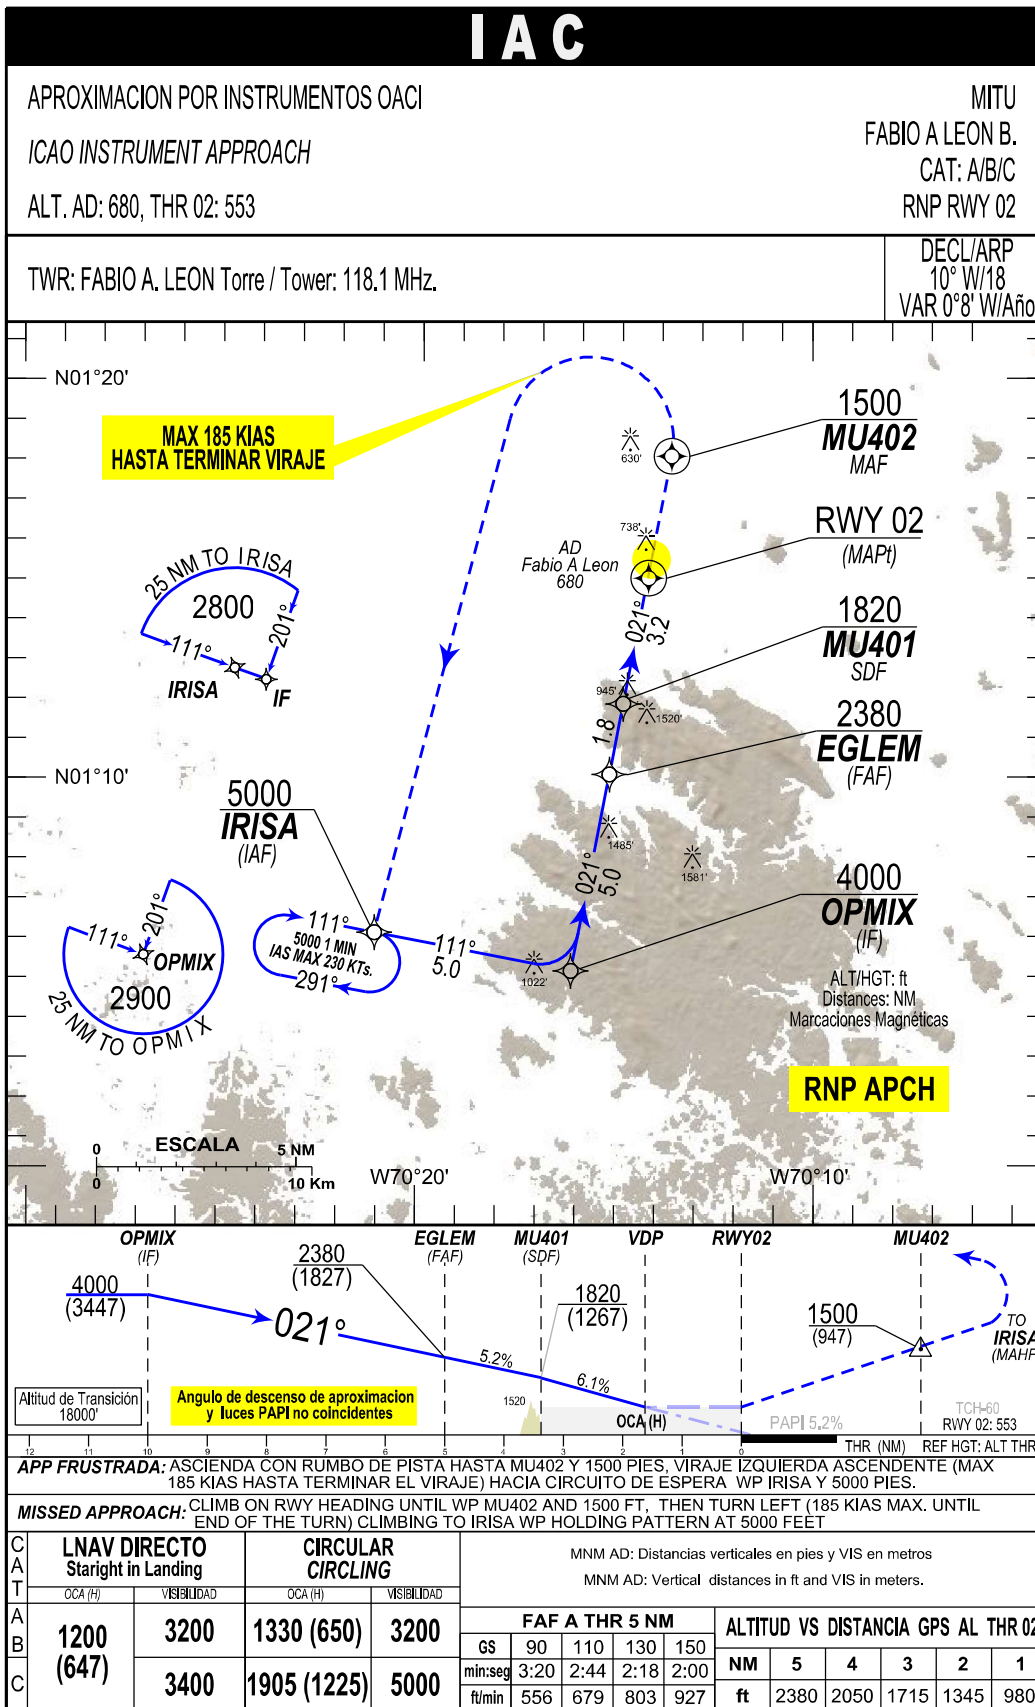 IAC
APROXIMACION POR INSTRUMENTOS OACI
ICAO INSTRUMENT APPROACH
ALT. AD: 680, THR 02: 553
MITU
FABIO A LEON B.
CAT: A/B/C
RNP RWY 02
TWR: FABIO A. LEON Torre / Tower: 118.1 MHz.
DECL/ARP
10° W/18
VAR 0°8' W/Año
N01°20'
MAX 185 KIAS
HASTA TERMINAR VIRAJE
1500
MU402
MAF
630'
738'
AD
Fabio A Leon
680
RWY 02
(MAPt)
25 NM TO IRISA
2800
201°
111°
IRISA
IF
021°
3.2
1820
MU401
SDF
945'
1520'
1.8
2380
EGLEM
(FAF)
N01°10'
5000
IRISA
(IAF)
1485'
1581'
021°
5.0
4000
OPMIX
(IF)
201°
111°
OPMIX
2900
25 NM TO OPMIX
111°
5000 1 MIN
IAS MAX 230 KTs.
291°
111°
5.0
1022'
ALT/HGT: ft
Distances: NM
Marcaciones Magnéticas
RNP APCH
0 ESCALA 5 NM
0 10 Km
W70°20'
W70°10'
OPMIX
(IF)
EGLEM
(FAF)
MU401
(SDF)
VDP
RWY02
MU402
4000
(3447)
2380
(1827)
1820
(1267)
1500
(947)
021°
5.2%
6.1%
TO
IRISA
(MAHF
Altitud de Transición
18000'
Angulo de descenso de aproximacion
y luces PAPI no coincidentes
1520
OCA (H)
PAPI 5.2%
TCH-60
RWY 02: 553
12 11 10 9 8 7 6 5 4 3 2 1 0
THR (NM) REF HGT: ALT THR
APP FRUSTRADA: ASCIENDA CON RUMBO DE PISTA HASTA MU402 Y 1500 PIES, VIRAJE IZQUIERDA ASCENDENTE (MAX
185 KIAS HASTA TERMINAR EL VIRAJE) HACIA CIRCUITO DE ESPERA WP IRISA Y 5000 PIES.
MISSED APPROACH: CLIMB ON RWY HEADING UNTIL WP MU402 AND 1500 FT, THEN TURN LEFT (185 KIAS MAX. UNTIL
END OF THE TURN) CLIMBING TO IRISA WP HOLDING PATTERN AT 5000 FEET
CAT
LNAV DIRECTO
Staright in Landing
CIRCULAR
CIRCLING
OCA (H) VISIBILIDAD OCA (H) VISIBILIDAD
A
B
C
1200
(647)
3200 1330 (650) 3200
3400 1905 (1225) 5000
MNM AD: Distancias verticales en pies y VIS en metros
MNM AD: Vertical distances in ft and VIS in meters.
FAF A THR 5 NM
GS 90 110 130 150
min:seg 3:20 2:44 2:18 2:00
ft/min 556 679 803 927
ALTITUD VS DISTANCIA GPS AL THR 02
NM 5 4 3 2 1
ft 2380 2050 1715 1345 980